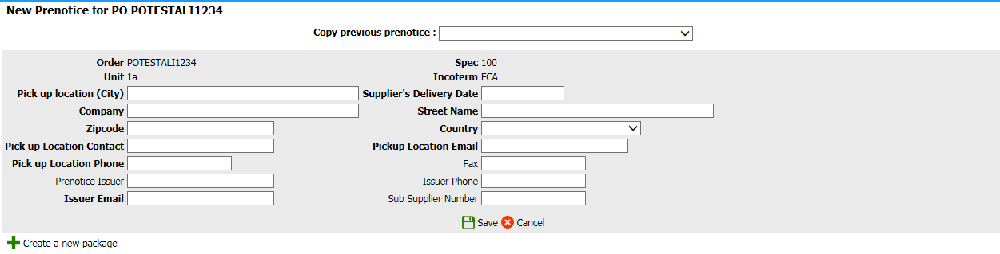 New Prenotice for PO POTESTALI1234
Copy previous prenotice :
Order POTESTALI1234 Spec 100
Unit 1a Incoterm FCA
Pick up location (City) Supplier's Delivery Date
Company Street Name
Zipcode Country
Pick up Location Contact Pickup Location Email
Pick up Location Phone Fax
Prenotice Issuer Issuer Phone
Issuer Email Sub Supplier Number
Save Cancel
Create a new package